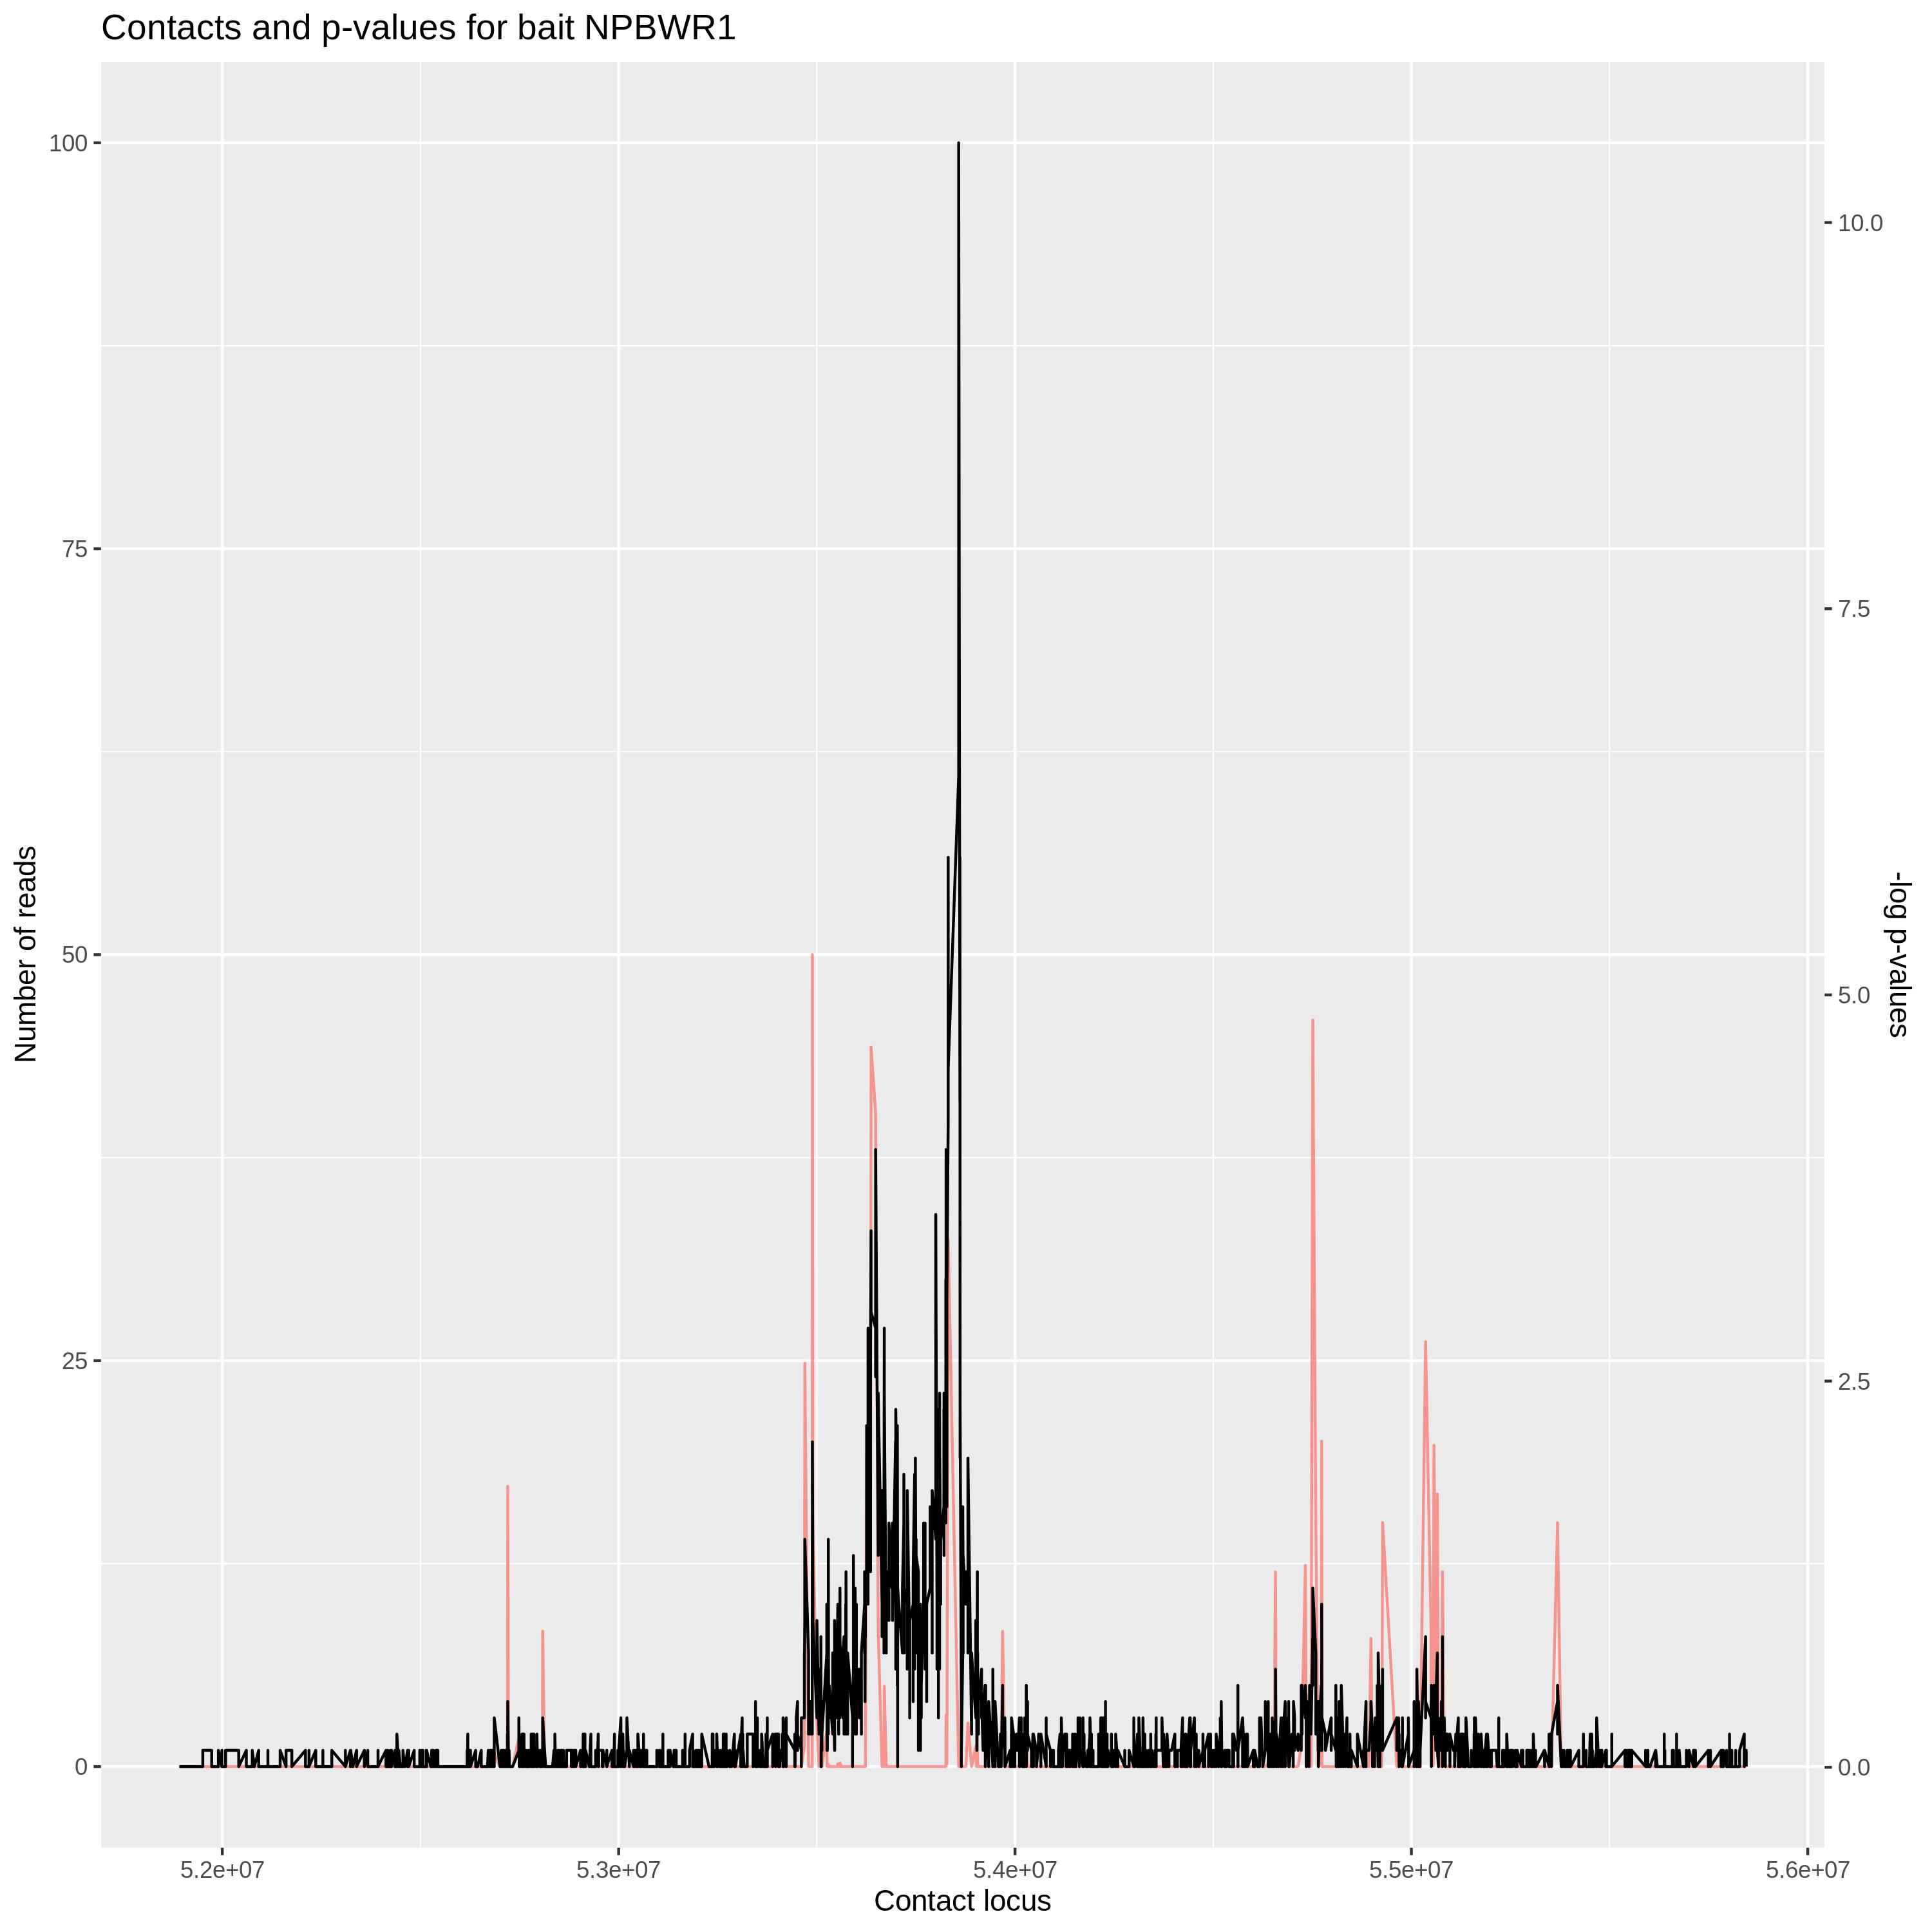 Contacts and p-values for bait NPBWR1
100
75
50
25
0
Number of reads
10.0
7.5
5.0
2.5
0.0
-log p-values
5.2e+07
5.3e+07
5.4e+07
5.5e+07
5.6e+07
Contact locus